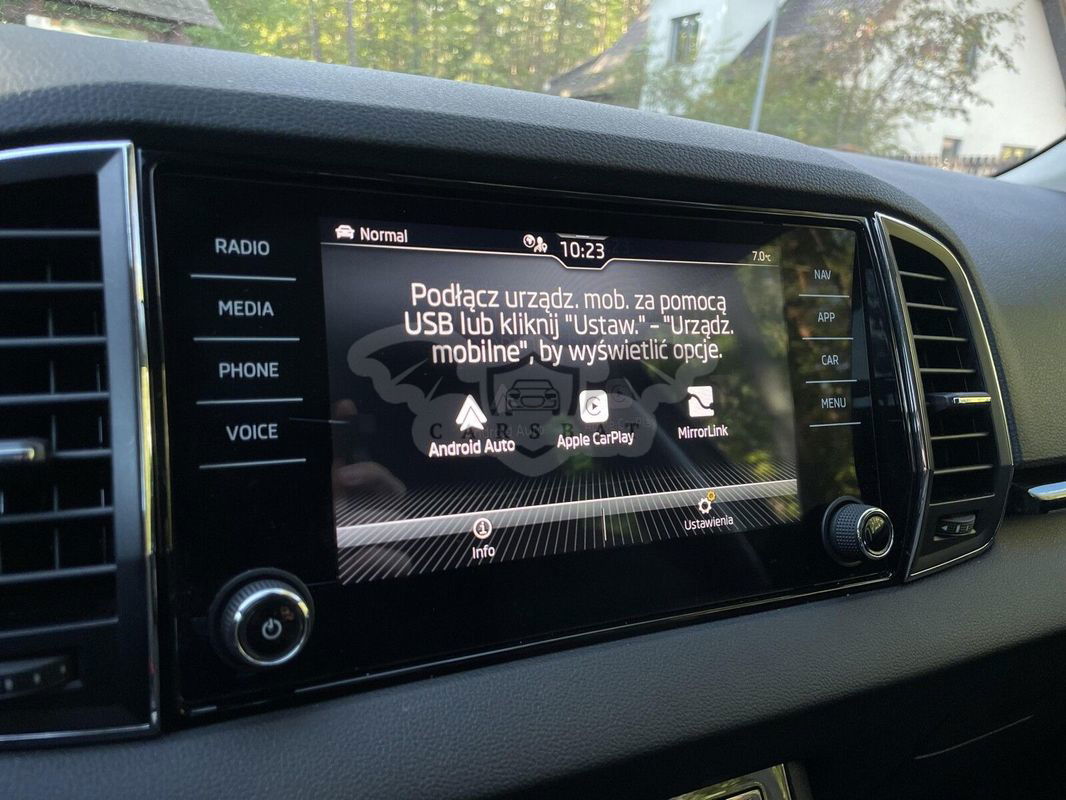 RADIO
MEDIA
PHONE
VOICE
Normal
10:23
7.0°C
Podłącz urządz. mob. za pomocą
USB lub kliknij "Ustaw." - "Urządz.
mobilne", by wyświetlić opcje.
Android Auto
Apple CarPlay
MirrorLink
CARSBAT
Info
Ustawienia
NAV
APP
CAR
MENU